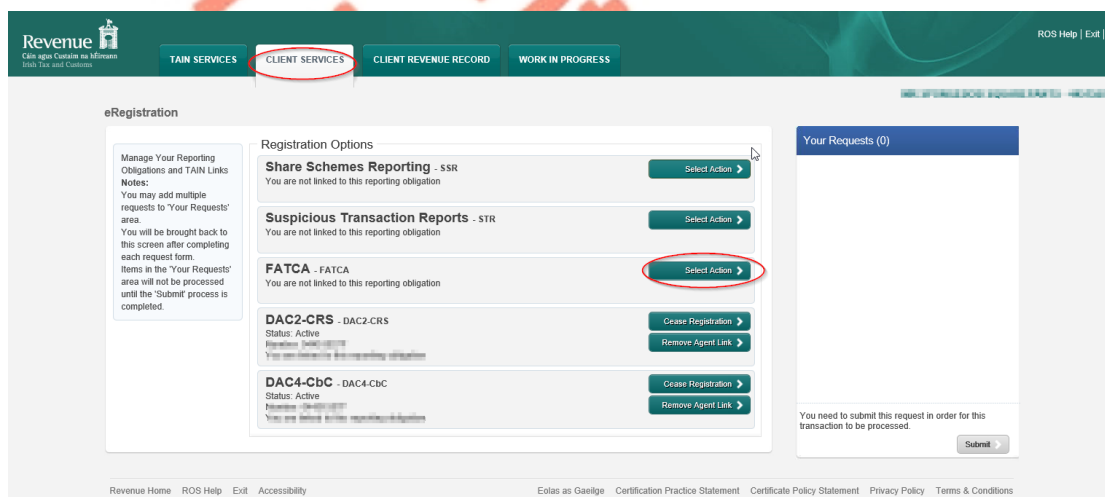 ROS Help | Exit |
Revenue
Cáin agus Custaim na hÉireann
Irish Tax and Customs
TAIN SERVICES
CLIENT SERVICES
CLIENT REVENUE RECORD
WORK IN PROGRESS
eRegistration
Manage Your Reporting
Obligations and TAIN Links
Notes:
You may add multiple
requests to 'Your Requests'
area.
You will be brought back to
this screen after completing
each request form.
Items in the 'Your Requests'
area will not be processed
until the 'Submit' process is
completed.
Registration Options
Share Schemes Reporting - SSR
You are not linked to this reporting obligation
Select Action
Suspicious Transaction Reports - STR
You are not linked to this reporting obligation
Select Action
FATCA - FATCA
You are not linked to this reporting obligation
Select Action
DAC2-CRS - DAC2-CRS
Status: Active
Cease Registration
Remove Agent Link
DAC4-CbC - DAC4-CbC
Status: Active
Cease Registration
Remove Agent Link
Your Requests (0)
You need to submit this request in order for this
transaction to be processed.
Submit
Revenue Home ROS Help Exit Accessibility
Eolas as Gaeilge Certification Practice Statement Certificate Policy Statement Privacy Policy Terms & Conditions